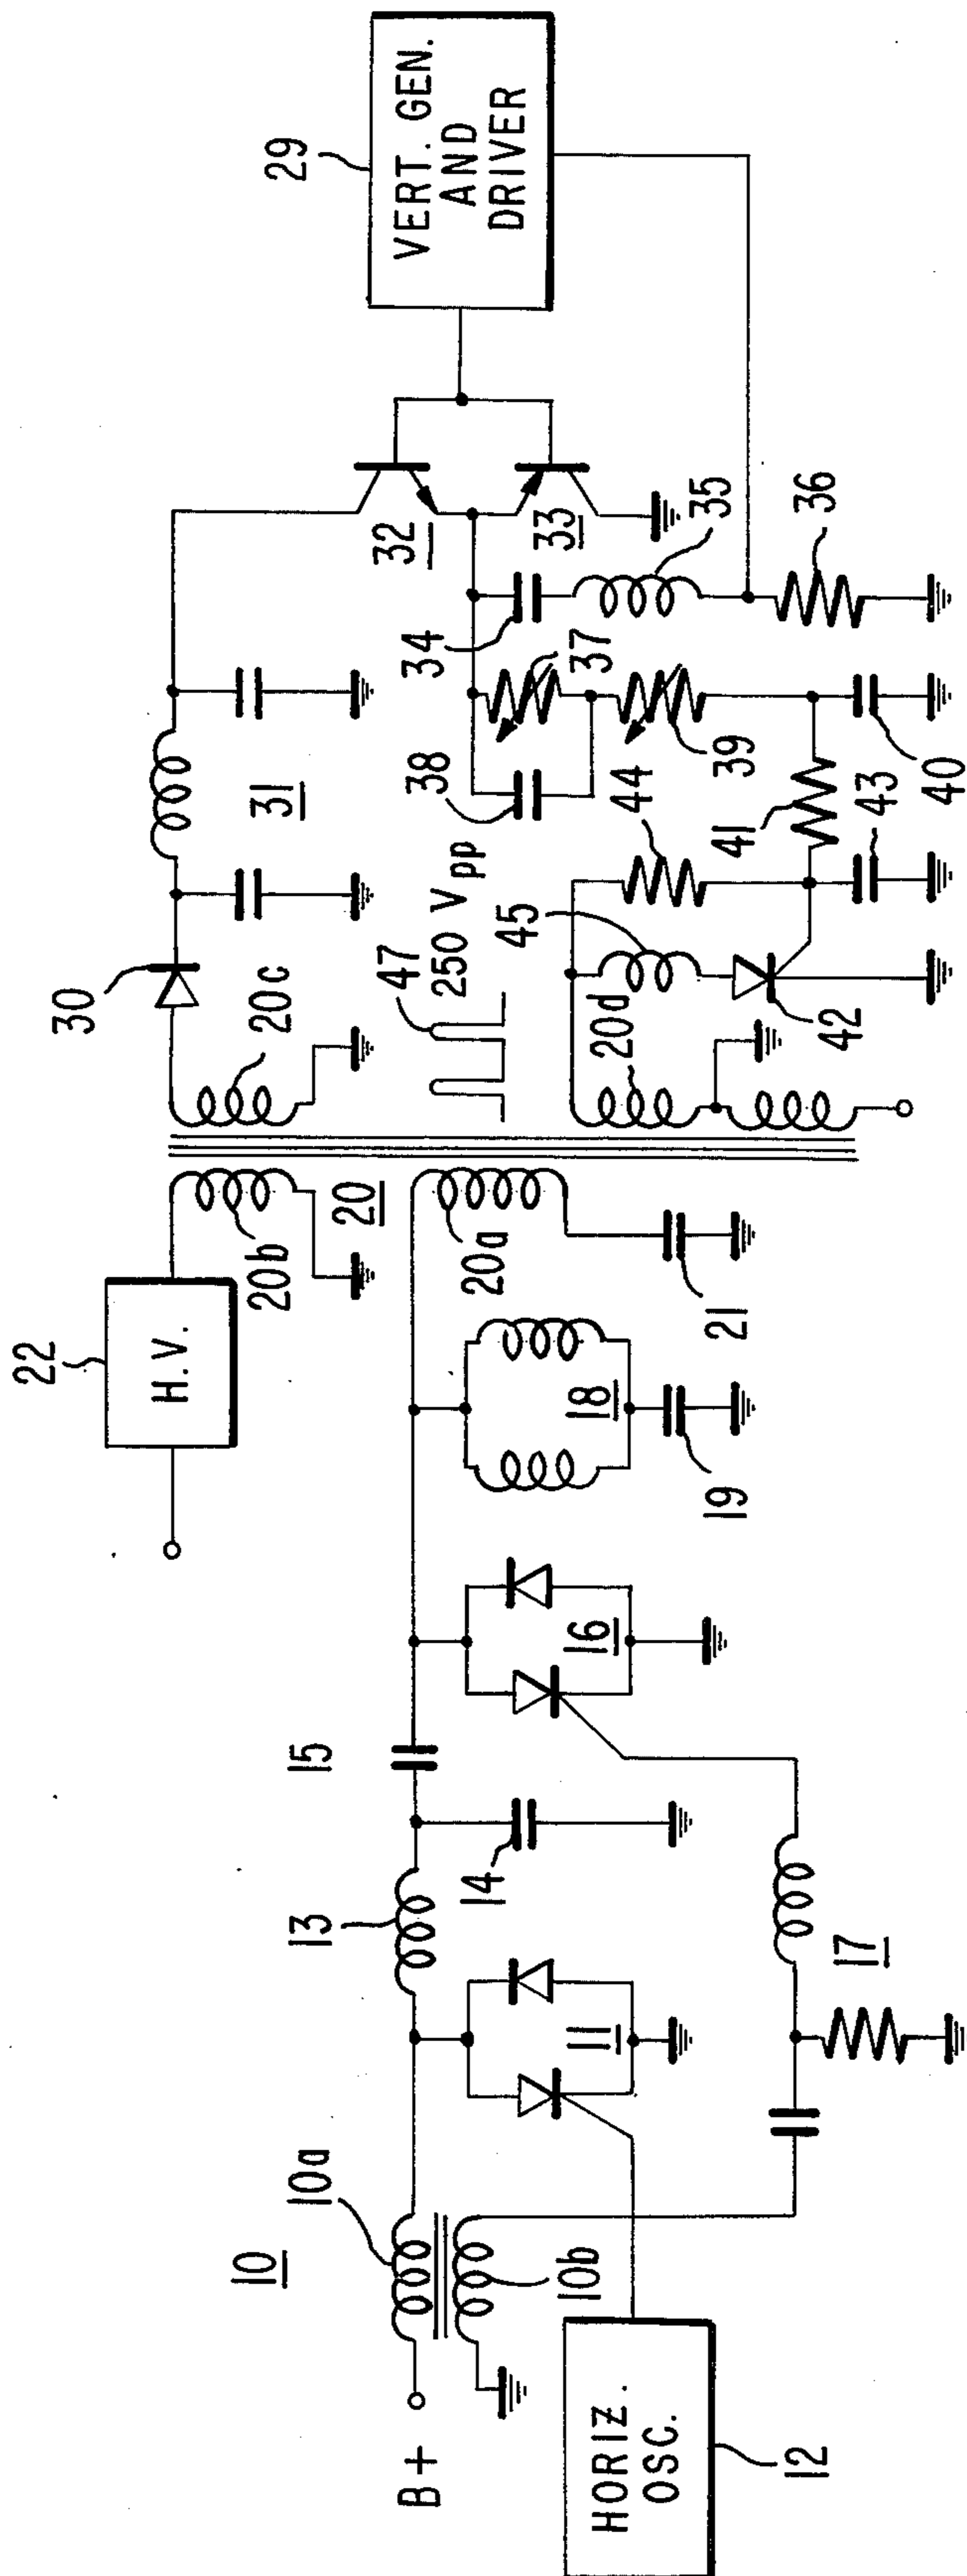 22
H.V.
30
20b
20
20c
31
32
33
29
VERT. GEN.
AND
DRIVER
10
10a
B+
10b
HORIZ.
OSC.
12
13
14
15
11
16
17
18
19
20a
21
47
250 Vpp
20d
45
44
38
37
34
35
36
39
41
43
40
42